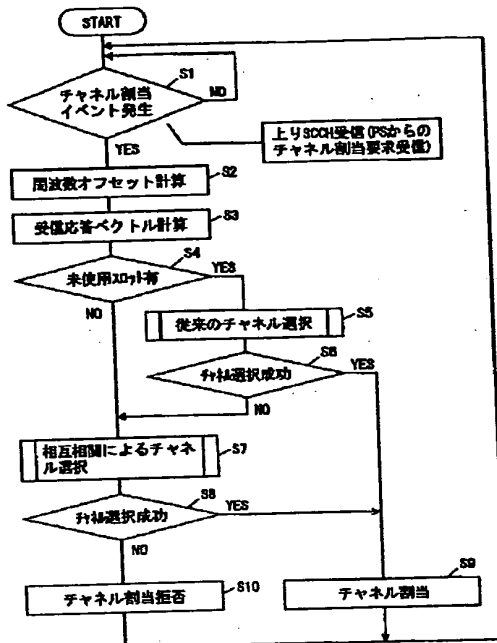 START
S1
チャネル割当
イベント発生
NO
YES
上りSCCH受信(PSからの
チャネル割当要求受信)
周波数オフセット計算
S2
受信応答ベクトル計算
S3
S4
未使用スロット有
YES
NO
従来のチャネル選択
S5
S6
チャネル選択成功
YES
NO
相互相関によるチャネ
ル選択
S7
S8
チャネル選択成功
YES
NO
チャネル割当拒否
S10
チャネル割当
S9